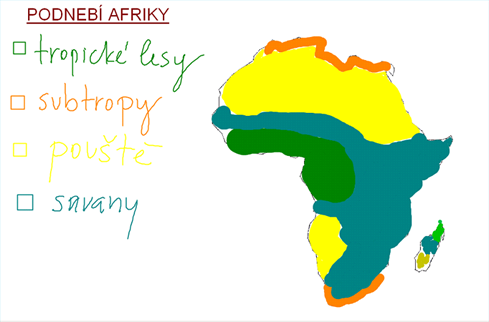 PODNEBÍ AFRIKY
tropické lesy
subtropy
pouště
savany